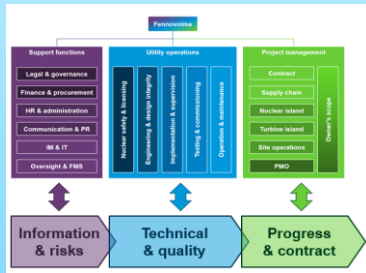 Fennovoima
Support functions
Legal & governance
Finance & procurement
HR & administration
Communication & PR
IM & IT
Oversight & FMS
Utility operations
Nuclear safety & licensing
Engineering & design integrity
Implementation & supervision
Testing & commissioning
Operation & maintenance
Project management
Contract
Supply chain
Nuclear island
Turbine island
Site operations
PMO
Owner's scope
Information
& risks
Technical
& quality
Progress
& contract